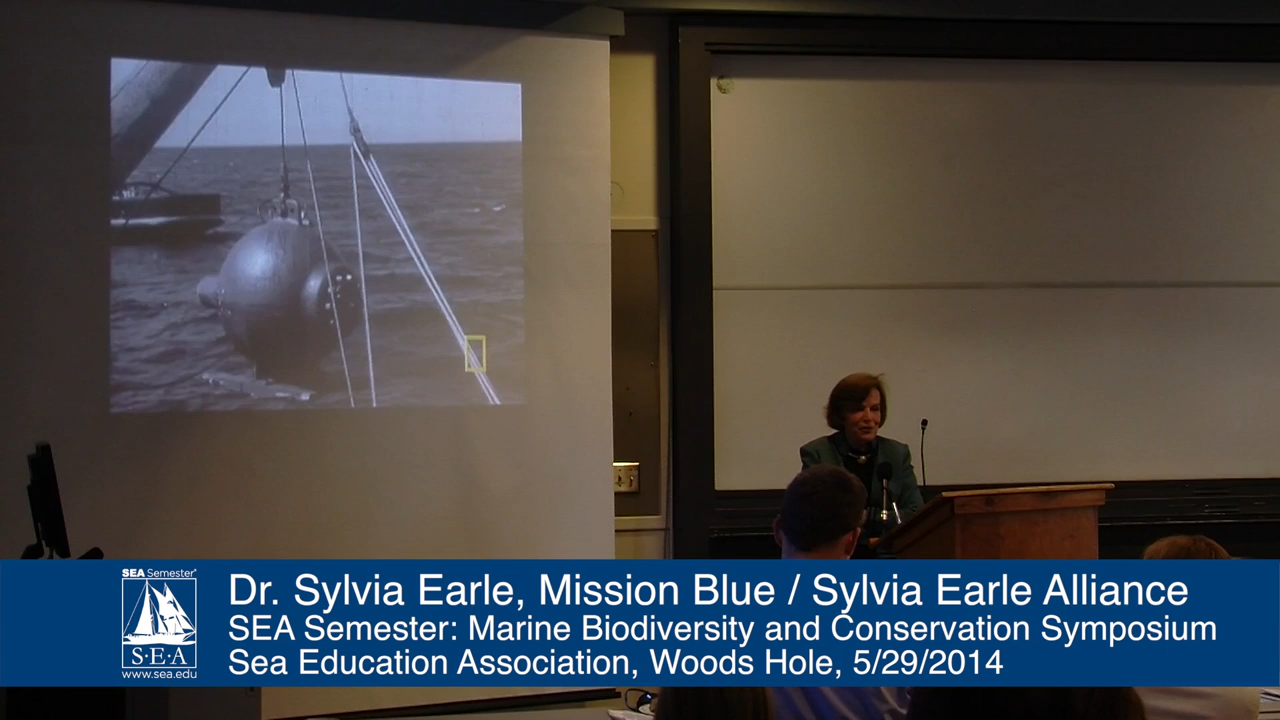 SEA Semester®
S·E·A
www.sea.edu
Dr. Sylvia Earle, Mission Blue / Sylvia Earle Alliance
SEA Semester: Marine Biodiversity and Conservation Symposium
Sea Education Association, Woods Hole, 5/29/2014